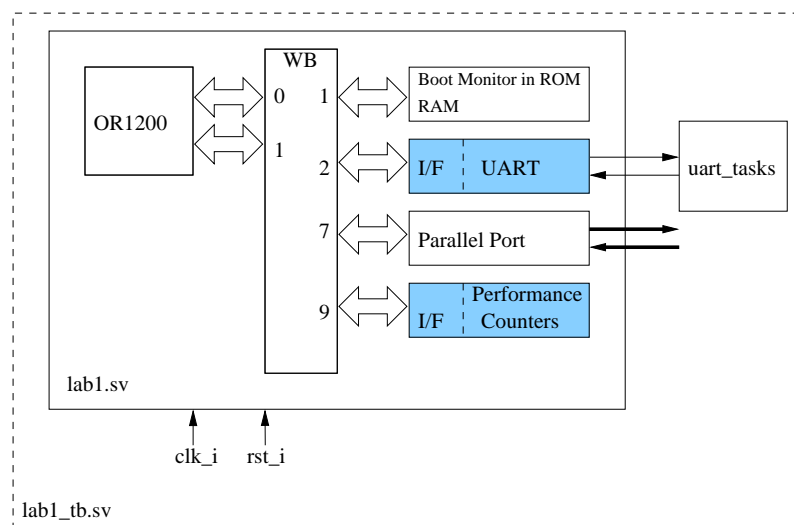 WB
OR1200
0
1
1
2
7
9
Boot Monitor in ROM
RAM
I/F
UART
Parallel Port
I/F
Performance
Counters
uart_tasks
lab1.sv
clk_i
rst_i
lab1_tb.sv